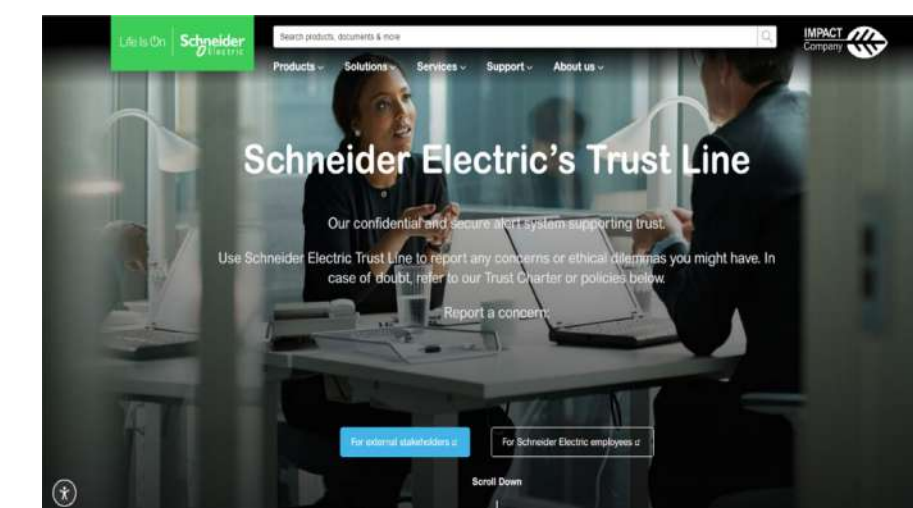 Life Is On
Schneider
Electric
Search products, documents & more
IMPACT
Company
Products
Solutions
Services
Support
About us
Schneider Electric's Trust Line
Our confidential and secure alert system supporting trust.
Use Schneider Electric Trust Line to report any concerns or ethical dilemmas you might have. In
case of doubt, refer to our Trust Charter or policies below.
Report a concern:
For external stakeholders
For Schneider Electric employees
Scroll Down